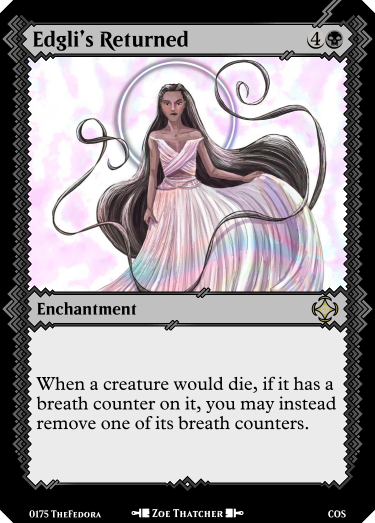 Edgli's Returned 4
Enchantment
When a creature would die, if it has a
breath counter on it, you may instead
remove one of its breath counters.
0175 TheFedora Zoe Thatcher COS